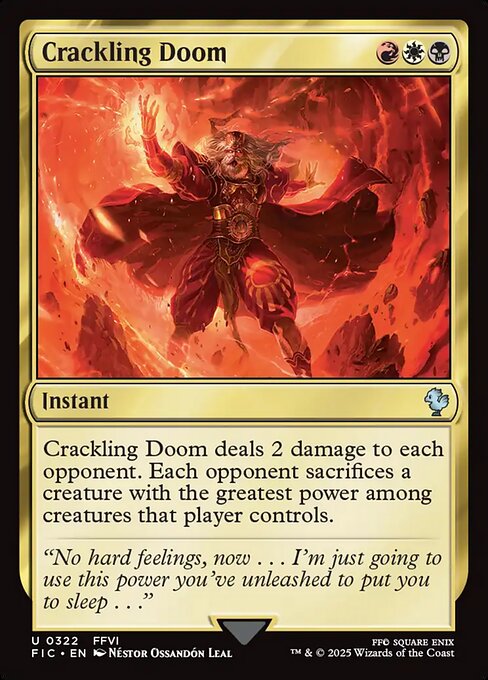 Crackling Doom
Instant
Crackling Doom deals 2 damage to each
opponent. Each opponent sacrifices a
creature with the greatest power among
creatures that player controls.
“No hard feelings, now . . . I’m just going to
use this power you’ve unleashed to put you
to sleep . . .”
U 0322 FFVI
FIC • EN Néstor Ossandón Leal
FF© SQUARE ENIX
™ & © 2025 Wizards of the Coast